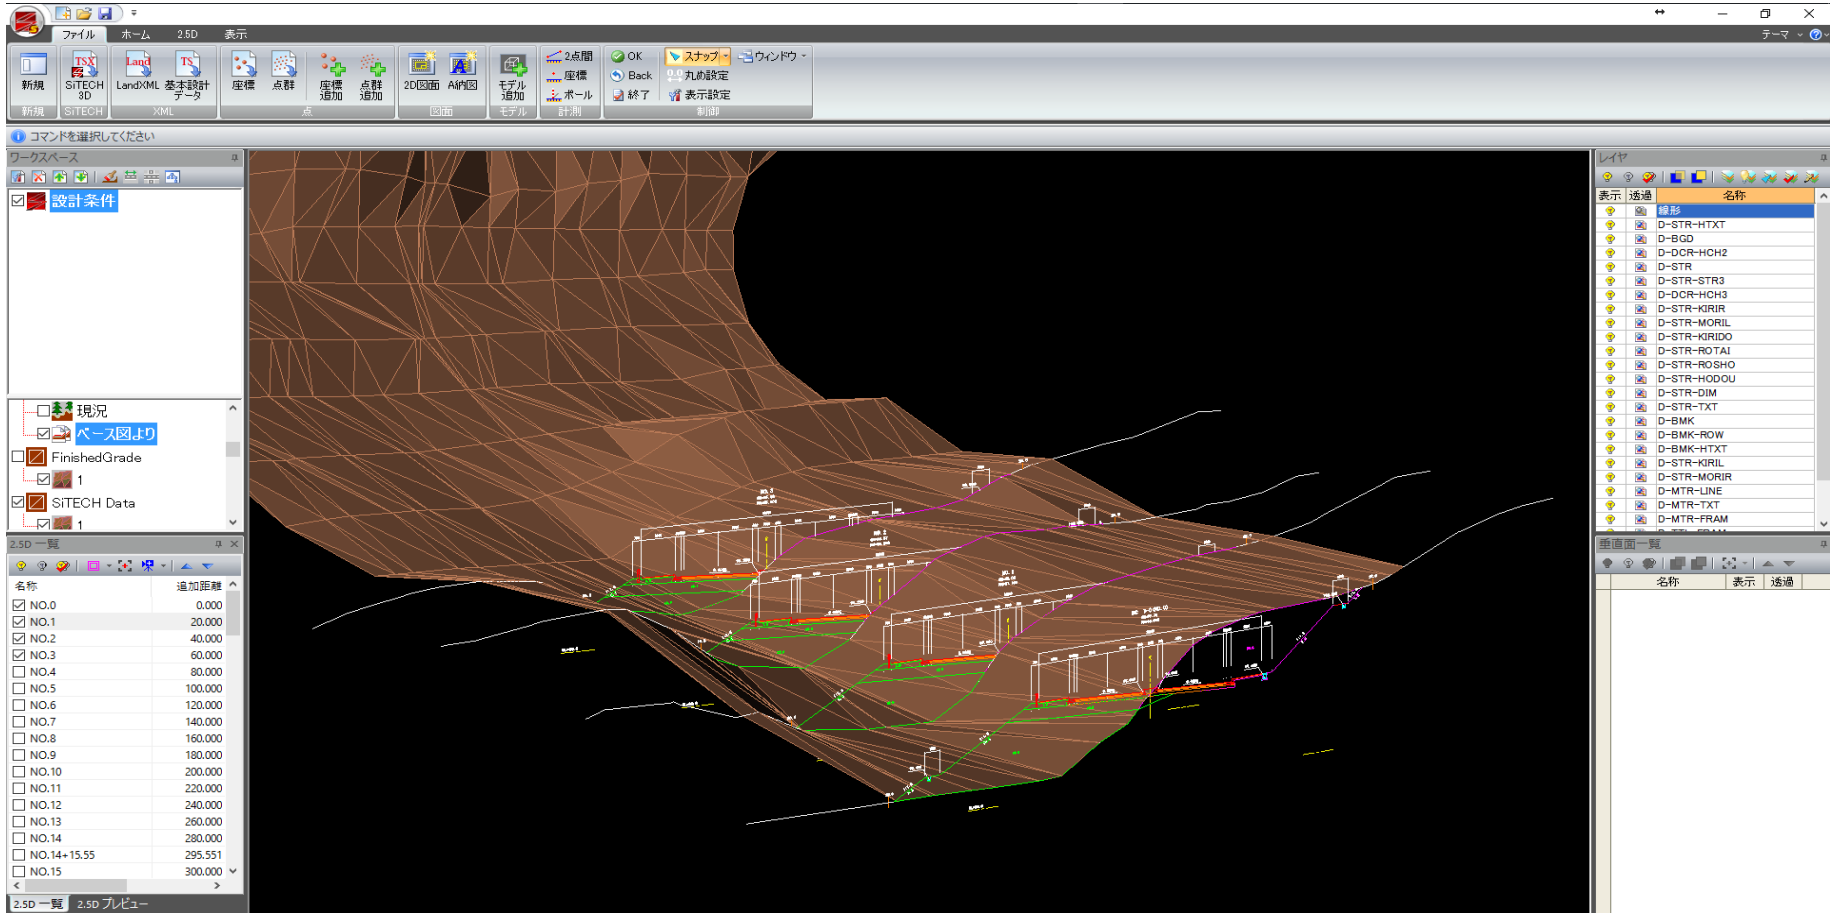 ファイル ホーム 2.5D 表示 テーマ
新規 SiTECH 3D LandXML 基本設計データ 座標 点群 座標追加 点群追加 2D図面 A納図 モデル追加
2点間 OK スナップ ウィンドウ
座標 Back 丸め設定
ポール 終了 表示設定
新規 SiTECH XML 点 図面 モデル 計測 制御
コマンドを選択してください
ワークスペース
設計条件
現況
ベース図より
FinishedGrade
1
SiTECH Data
1
2.5D 一覧
名称 追加距離
NO.0 0.000
NO.1 20.000
NO.2 40.000
NO.3 60.000
NO.4 80.000
NO.5 100.000
NO.6 120.000
NO.7 140.000
NO.8 160.000
NO.9 180.000
NO.10 200.000
NO.11 220.000
NO.12 240.000
NO.13 260.000
NO.14 280.000
NO.14+15.55 295.551
NO.15 300.000
2.5D 一覧 2.5D プレビュー
レイヤ
表示 透過 名称
線形
D-STR-HTXT
D-BGD
D-DCR-HCH2
D-STR
D-STR-STR3
D-DCR-HCH3
D-STR-KIRIR
D-STR-MORIL
D-STR-KIRIDO
D-STR-ROTAI
D-STR-ROSHO
D-STR-HODOU
D-STR-DIM
D-STR-TXT
D-BMK
D-BMK-ROW
D-BMK-HTXT
D-STR-KIRIL
D-STR-MORIR
D-MTR-LINE
D-MTR-TXT
D-MTR-FRAM
垂直面一覧
名称 表示 透過